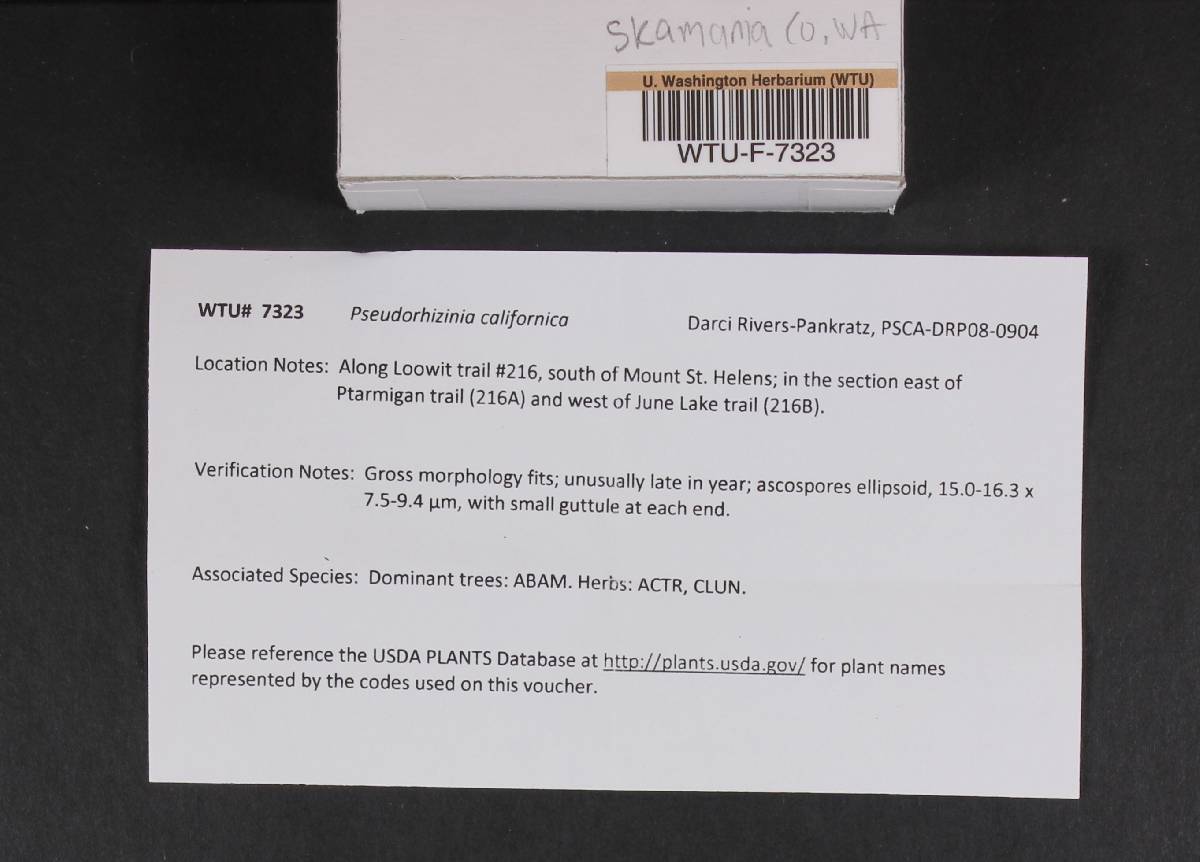 Skamania Co, WA
U. Washington Herbarium (WTU)
WTU-F-7323
WTU# 7323 Pseudorhizinia californica Darci Rivers-Pankratz, PSCA-DRP08-0904
Location Notes: Along Loowit trail #216, south of Mount St. Helens; in the section east of
Ptarmigan trail (216A) and west of June Lake trail (216B).
Verification Notes: Gross morphology fits; unusually late in year; ascospores ellipsoid, 15.0-16.3 x
7.5-9.4 µm, with small guttule at each end.
Associated Species: Dominant trees: ABAM. Herbs: ACTR, CLUN.
Please reference the USDA PLANTS Database at http://plants.usda.gov/ for plant names
represented by the codes used on this voucher.